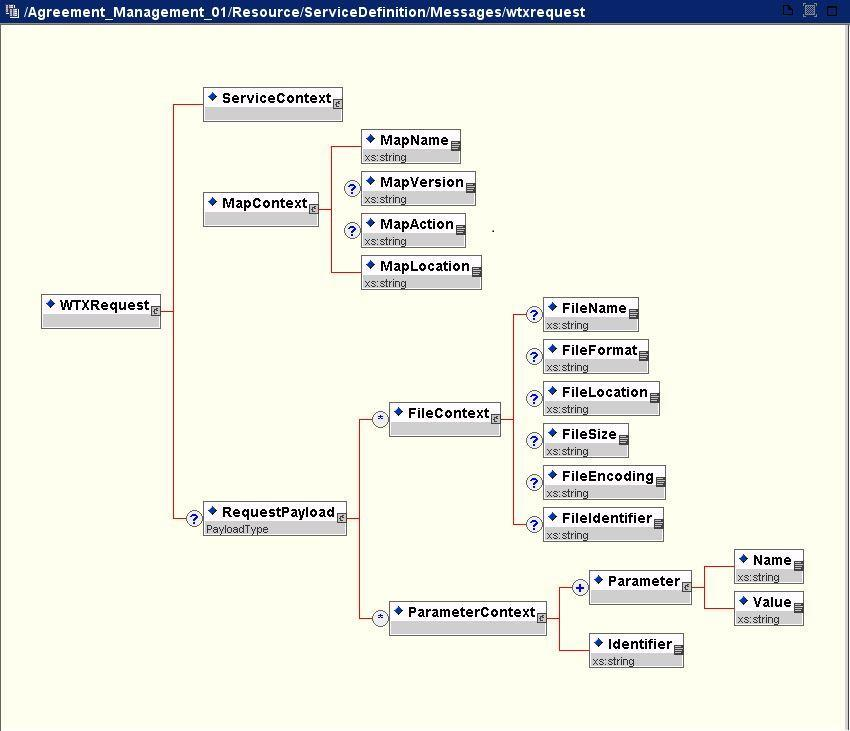 /Agreement_Management_01/Resource/ServiceDefinition/Messages/wtxrequest
ServiceContext
MapContext
MapName
xs:string
? MapVersion
xs:string
? MapAction
xs:string
MapLocation
xs:string
WTXRequest
? FileName
xs:string
? FileFormat
xs:string
? FileLocation
xs:string
? FileSize
xs:string
? FileEncoding
xs:string
? FileIdentifier
xs:string
* FileContext
? RequestPayload
PayloadType
* ParameterContext
+ Parameter
Name
xs:string
Value
xs:string
Identifier
xs:string